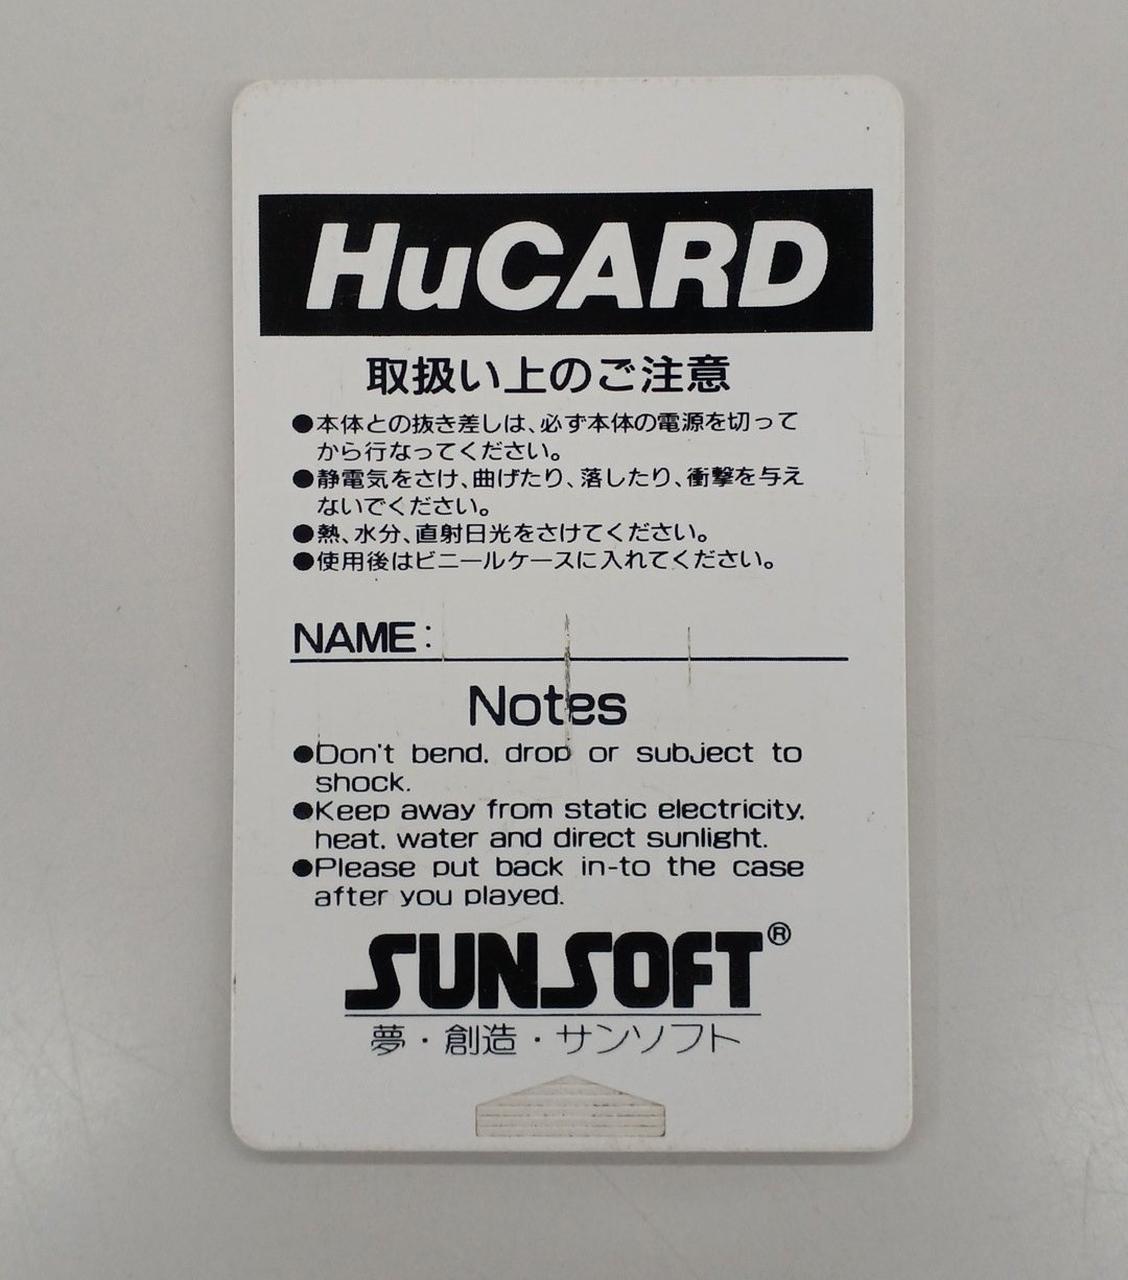 HuCARD
取扱い上のご注意
●本体との抜き差しは、必ず本体の電源を切って
から行なってください。
●静電気をさけ、曲げたり、落したり、衝撃を与え
ないでください。
●熱、水分、直射日光をさけてください。
●使用後はビニールケースに入れてください。
NAME:
Notes
●Don't bend, drop or subject to
shock.
●Keep away from static electricity,
heat, water and direct sunlight.
●Please put back in-to the case
after you played.
SUNSOFT®
夢・創造・サンソフト